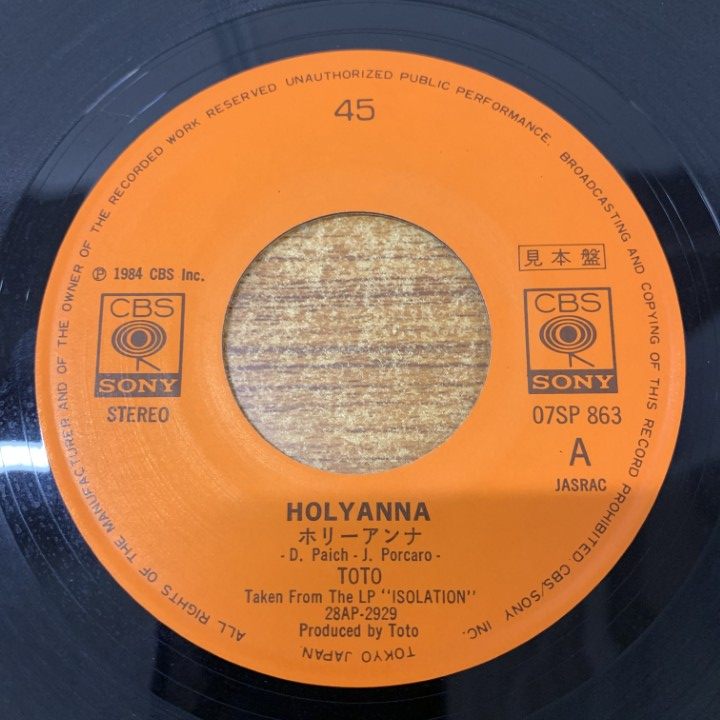 ALL RIGHTS OF THE MANUFACTURER AND OF THE OWNER OF THE RECORDED WORK RESERVED UNAUTHORIZED PUBLIC PERFORMANCE. BROADCASTING AND COPYING OF THIS RECORD PROHIBITED CBS/SONY INC.
TOKYO JAPAN.
45
℗ 1984 CBS Inc.
見本盤
CBS
SONY
STEREO
CBS
SONY
07SP 863
A
JASRAC
HOLYANNA
ホリーアンナ
- D. Paich - J. Porcaro -
TOTO
Taken From The LP "ISOLATION"
28AP-2929
Produced by Toto